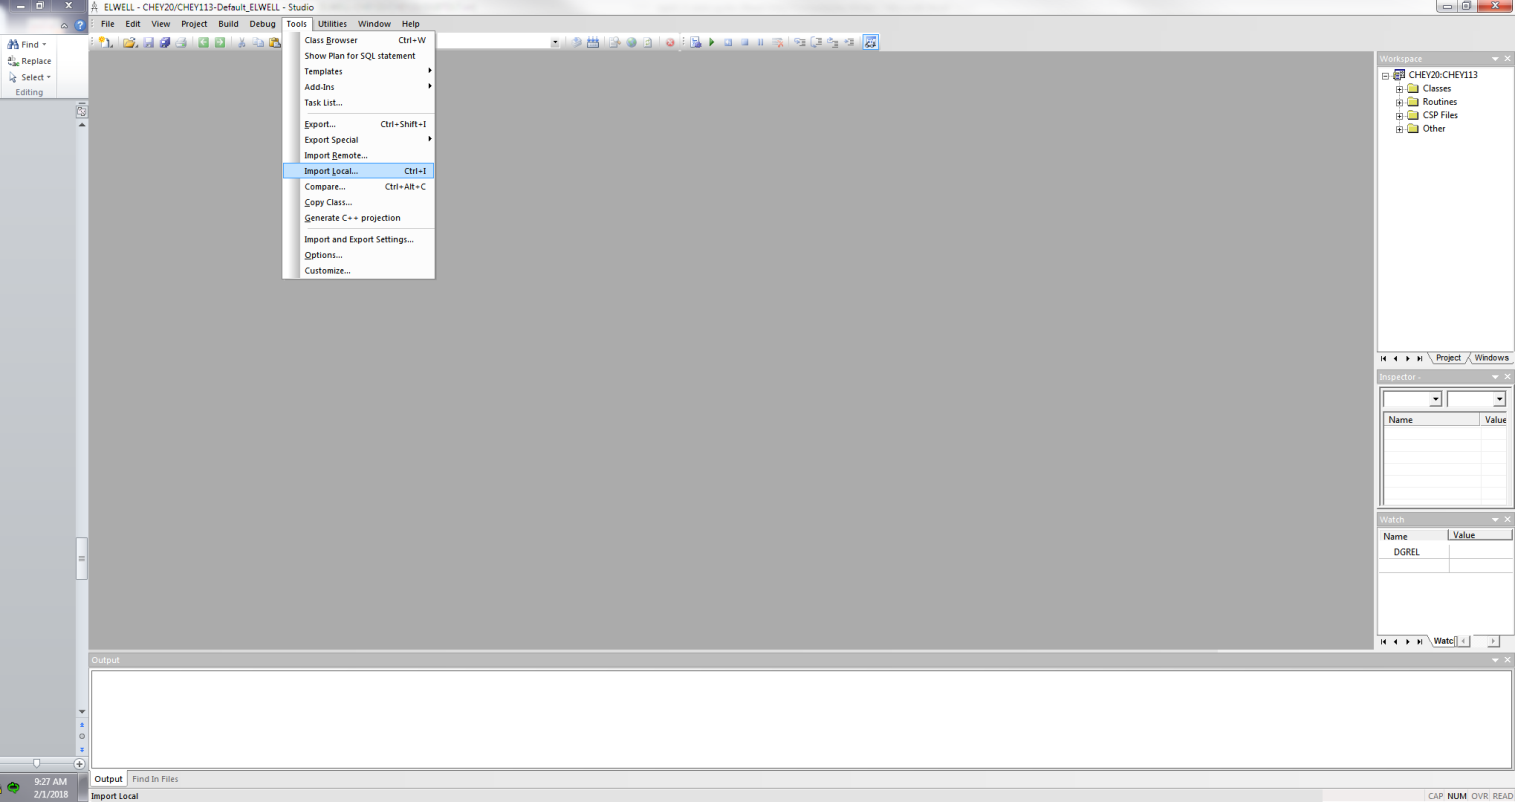 ELWELL - CHEY20/CHEY113-Default_ELWELL - Studio
File Edit View Project Build Debug Tools Utilities Window Help
Find
Replace
Select
Editing
Class Browser Ctrl+W
Show Plan for SQL statement
Templates
Add-Ins
Task List...
Export... Ctrl+Shift+I
Export Special
Import Remote...
Import Local... Ctrl+I
Compare... Ctrl+Alt+C
Copy Class...
Generate C++ projection
Import and Export Settings...
Options...
Customize...
Workspace
CHEY20:CHEY113
Classes
Routines
CSP Files
Other
Project Windows
Inspector -
Name Value
Watch
Name Value
DGREL
Watc
Output
Output Find In Files
Import Local
CAP NUM OVR READ
9:27 AM
2/1/2018